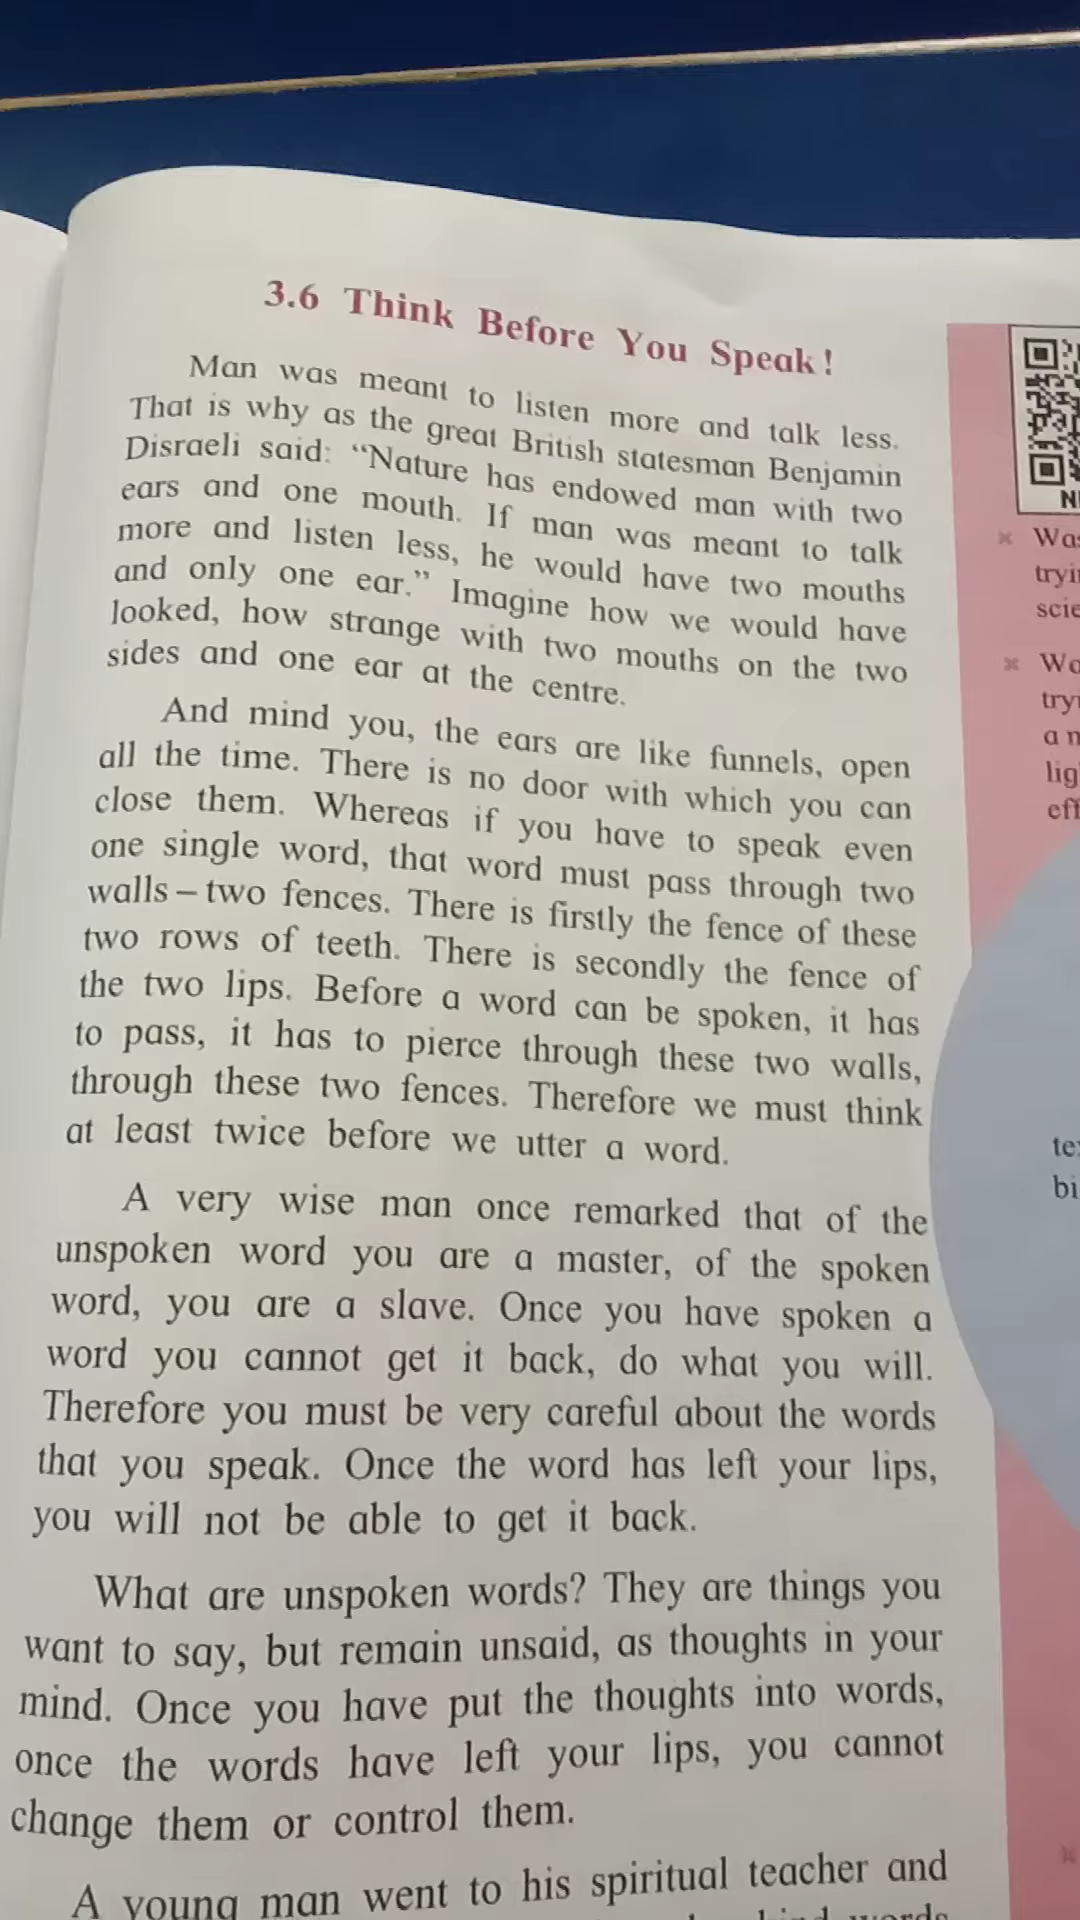 3.6 Think Before You Speak!
Man was meant to listen more and talk less.
That is why as the great British statesman Benjamin
Disraeli said: “Nature has endowed man with two
ears and one mouth. If man was meant to talk
more and listen less, he would have two mouths
and only one ear.” Imagine how we would have
looked, how strange with two mouths on the two
sides and one ear at the centre.
And mind you, the ears are like funnels, open
all the time. There is no door with which you can
close them. Whereas if you have to speak even
one single word, that word must pass through two
walls – two fences. There is firstly the fence of these
two rows of teeth. There is secondly the fence of
the two lips. Before a word can be spoken, it has
to pass, it has to pierce through these two walls,
through these two fences. Therefore we must think
at least twice before we utter a word.
A very wise man once remarked that of the
unspoken word you are a master, of the spoken
word, you are a slave. Once you have spoken a
word you cannot get it back, do what you will.
Therefore you must be very careful about the words
that you speak. Once the word has left your lips,
you will not be able to get it back.
What are unspoken words? They are things you
want to say, but remain unsaid, as thoughts in your
mind. Once you have put the thoughts into words,
once the words have left your lips, you cannot
change them or control them.
A young man went to his spiritual teacher and
words